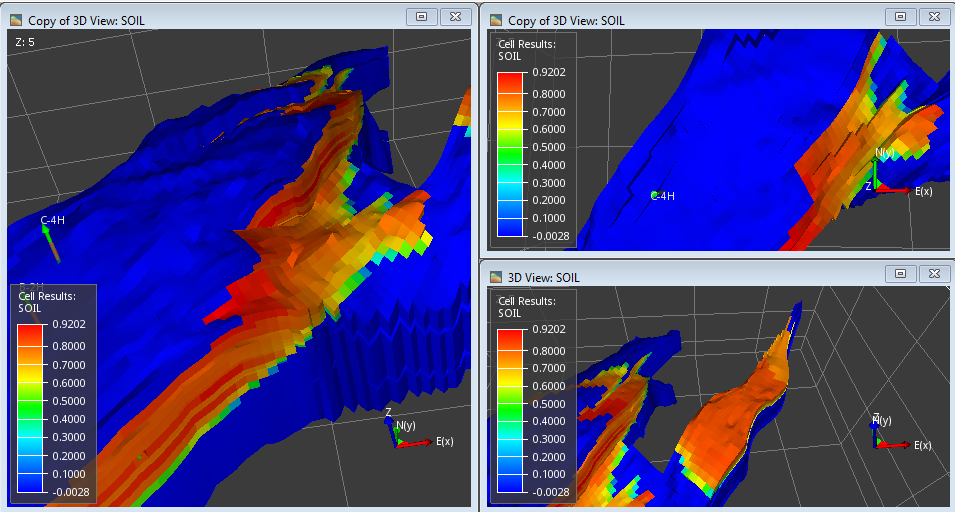 Copy of 3D View: SOIL
Z: 5
C-4H
Cell Results:
SOIL
0.9202
0.8000
0.7000
0.6000
0.5000
0.4000
0.3000
0.2000
0.1000
-0.0028
Z
N(y)
E(x)
Copy of 3D View: SOIL
Cell Results:
SOIL
0.9202
0.8000
0.6000
0.5000
0.4000
0.3000
0.2000
0.1000
-0.0028
C-4H
N(y)
Z
E(x)
3D View: SOIL
Cell Results:
SOIL
0.9202
0.8000
0.7000
0.6000
0.5000
0.4000
0.3000
0.2000
0.1000
-0.0028
Z
N(y)
E(x)